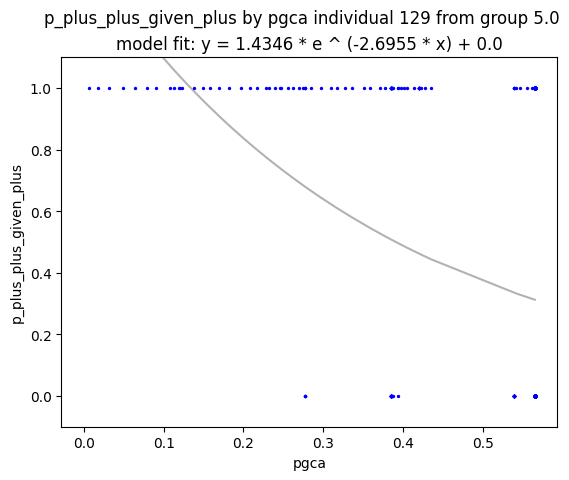 p_plus_plus_given_plus by pgca individual 129 from group 5.0
model fit: y = 1.4346 * e ^ (-2.6955 * x) + 0.0
1.0
0.8
0.6
0.4
0.2
0.0
p_plus_plus_given_plus
0.0 0.1 0.2 0.3 0.4 0.5
pgca